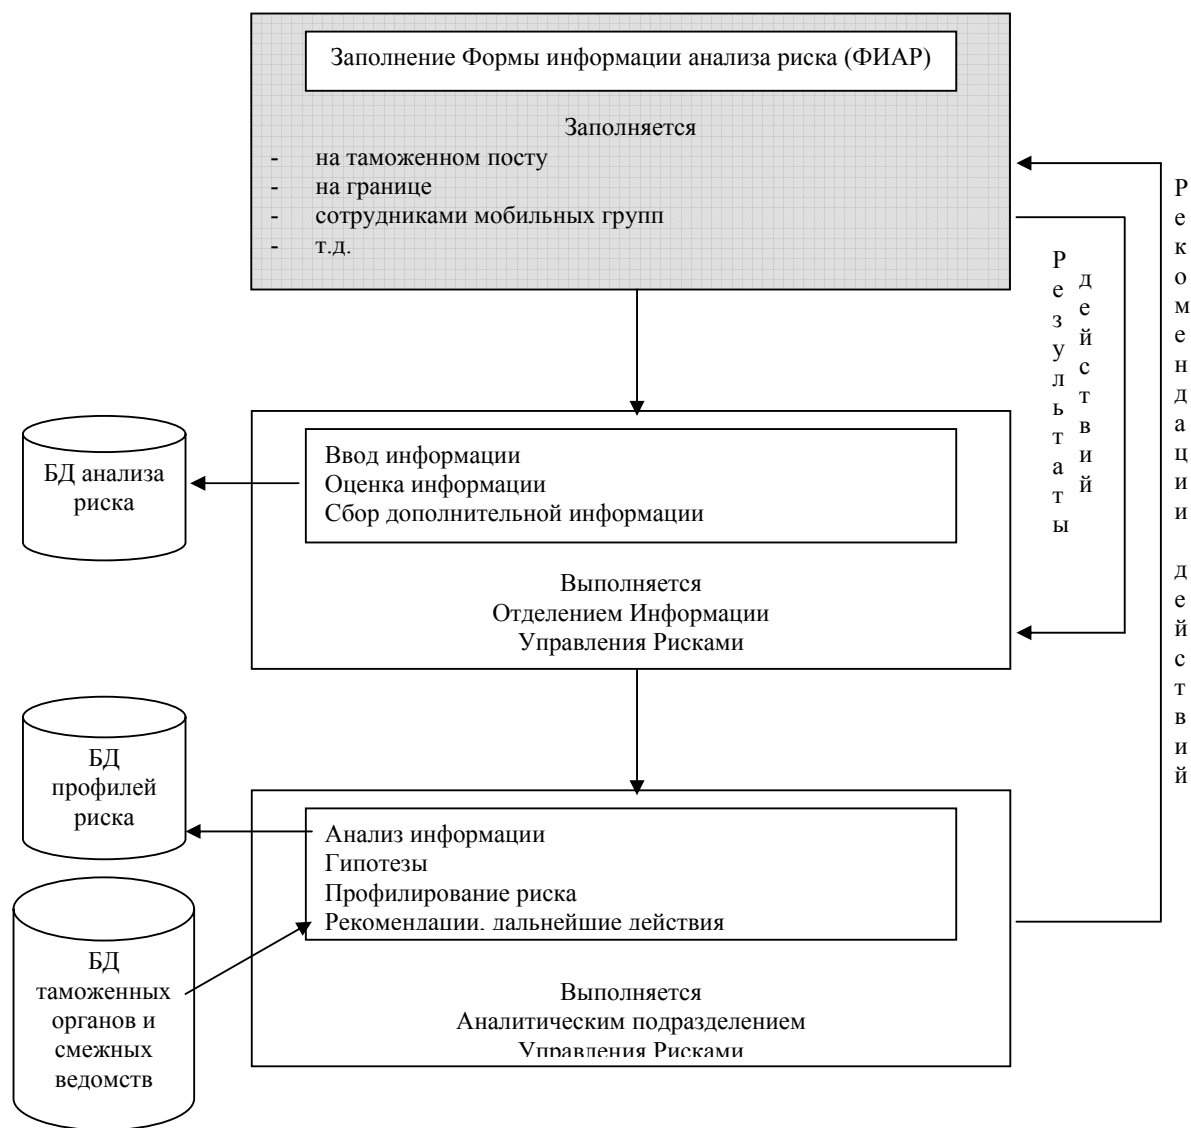 Заполнение Формы информации анализа риска (ФИАР)
Заполняется
- на таможенном посту
- на границе
- сотрудниками мобильных групп
- т.д.
Результаты
действий
Рекомендации действий
БД анализа
риска
Ввод информации
Оценка информации
Сбор дополнительной информации
Выполняется
Отделением Информации
Управления Рисками
БД
профилей
риска
Анализ информации
Гипотезы
Профилирование риска
Рекомендации, дальнейшие действия
БД
таможенных
органов и
смежных
ведомств
Выполняется
Аналитическим подразделением
Управления Рисками